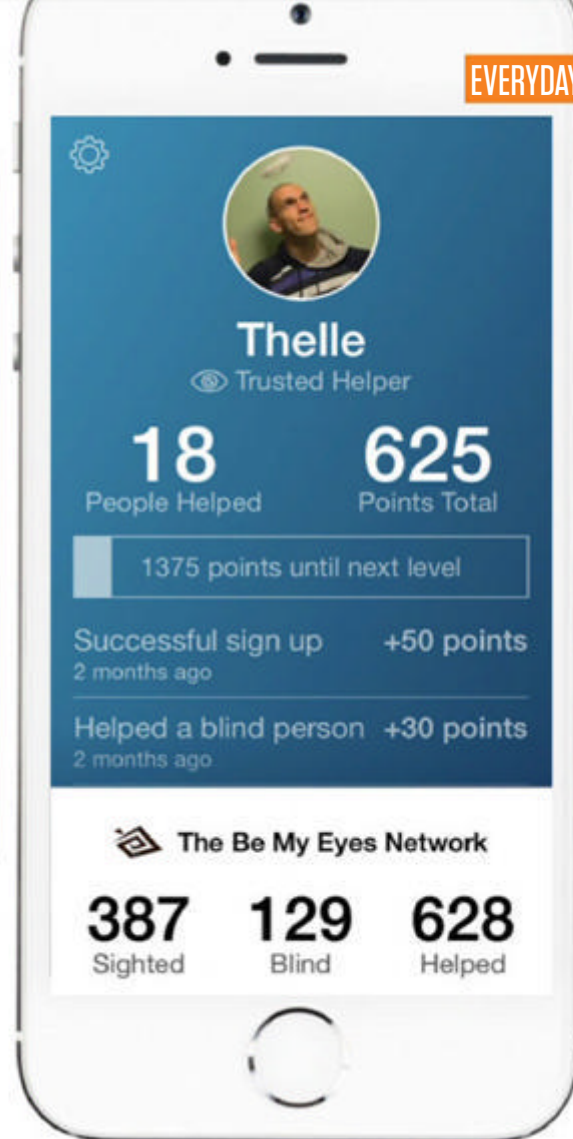 EVERYDAY
Thelle
Trusted Helper
18 625
People Helped Points Total
1375 points until next level
Successful sign up +50 points
2 months ago
Helped a blind person +30 points
2 months ago
The Be My Eyes Network
387 129 628
Sighted Blind Helped